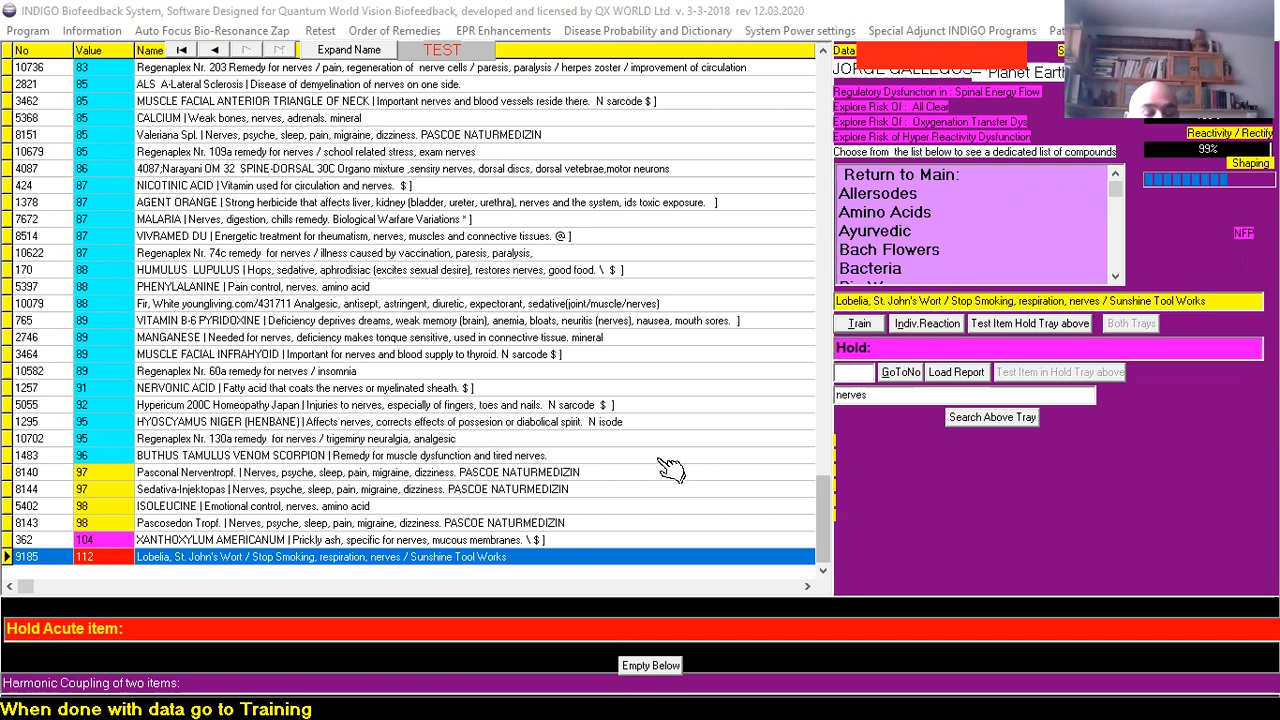 INDIGO Biofeedback System, Software Designed for Quantum World Vision Biofeedback, developed and licensed by QX WORLD Ltd v. 3-3-2018 rev 12.03.2020
Program Information Auto Focus Bio-Resonance Zap Retest Order of Remedies EPR Enhancements Disease Probability and Dictionary System Power settings Special Adjunct INDIGO Programs
No Value Name Expand Name TEST
10736 83 Regenaplex Nr. 203 Remedy for nerves / pain, regeneration of nerve cells / paresis, paralysis / herpes zoster / improvement of circulation
2821 85 ALS A-Lateral Sclerosis | Disease of demyelination of nerves on one side.
3462 85 MUSCLE FACIAL ANTERIOR TRIANGLE OF NECK | Important nerves and blood vessels reside there. N sarcode $ ]
5368 85 CALCIUM | Weak bones, nerves, adrenals. mineral
8151 85 Valeriana Spl. | Nerves, psyche, sleep, pain, migraine, dizziness. PASCOE NATURMEDIZIN
10679 85 Regenaplex Nr. 109a remedy for nerves / school related stress, exam nerves
4087 86 4087;Narayani OM 32 SPINE-DORSAL 30C Organo mixture ,sensiry nerves, dorsal discs, dorsal vetebrae,motor neurons
424 87 NICOTINIC ACID | Vitamin used for circulation and nerves. $ ]
1378 87 AGENT ORANGE | Strong herbicide that affects liver, kidney (bladder, ureter, urethra), nerves and the system, ids toxic exposure. ]
7672 87 MALARIA | Nerves, digestion, chills remedy. Biological Warfare Variations * ]
8514 87 VIVRAMED DU | Energetic treatment for rheumatism, nerves, muscles and connective tissues. @ ]
10622 87 Regenaplex Nr. 74c remedy for nerves / illness caused by vaccination, paresis, paralysis,
170 88 HUMULUS LUPULUS | Hops, sedative, aphrodisiac (excites sexual desire), restores nerves, good food. \ $ ]
5397 88 PHENYLALANINE | Pain control, nerves. amino acid
10079 88 Fir, White youngliving.com/431711 Analgesic, antisept, astringent, diuretic, expectorant, sedative(joint/muscle/nerves)
765 89 VITAMIN B-6 PYRIDOXINE | Deficiency deprives dreams, weak memory (brain), anemia, bloats, neuritis (nerves), nausea, mouth sores. ]
2746 89 MANGANESE | Needed for nerves, deficiency makes tonque sensitive, used in connective tissue. mineral
3464 89 MUSCLE FACIAL INFRAHYOID | Important for nerves and blood supply to thyroid. N sarcode $ ]
10582 89 Regenaplex Nr. 60a remedy for nerves / insomnia
1257 91 NERVONIC ACID | Fatty acid that coats the nerves or myelinated sheath. $ ]
5055 92 Hypericum 200C Homeopathy Japan | Injuries to nerves, especially of fingers, toes and nails. N sarcode $ ]
1295 95 HYOSCYAMUS NIGER (HENBANE) | Affects nerves, corrects effects of possesion or diabolical spirit. N isode
10702 95 Regenaplex Nr. 130a remedy for nerves / trigeminy neuralgia, analgesic
1483 96 BUTHUS TAMULUS VENOM SCORPION | Remedy for muscle dysfunction and tired nerves.
8140 97 Pasconal Nerventropf. | Nerves, psyche, sleep, pain, migraine, dizziness. PASCOE NATURMEDIZIN
8144 97 Sedativa-Injektopas | Nerves, psyche, sleep, pain, migraine, dizziness. PASCOE NATURMEDIZIN
5402 98 ISOLEUCINE | Emotional control, nerves. amino acid
8143 98 Pascosedon Tropf. | Nerves, psyche, sleep, pain, migraine, dizziness. PASCOE NATURMEDIZIN
362 104 XANTHOXYLUM AMERICANUM | Prickly ash, specific for nerves, mucous membranes. \ $ ]
9185 112 Lobelia, St. John's Wort / Stop Smoking, respiration, nerves / Sunshine Tool Works
Data
JORGE GALLEGOS Planet Earth
Regulatory Dysfunction in : Spinal Energy Flow
Explore Risk Of : All Clear
Explore Risk Of : Oxygenation Transfer Dys
Explore Risk of Hyper Reactivity Dysfunction
Reactivity / Rectify
99%
Choose from the list below to see a dedicated list of compounds
Shaping
Return to Main:
Allersodes
Amino Acids
Ayurvedic
Bach Flowers
Bacteria
NFP
Lobelia, St. John's Wort / Stop Smoking, respiration, nerves / Sunshine Tool Works
Train Indiv.Reaction Test Item Hold Tray above Both Trays
Hold:
GoToNo Load Report Test Item in Hold Tray above
nerves
Search Above Tray
Hold Acute item:
Empty Below
Harmonic Coupling of two items:
When done with data go to Training